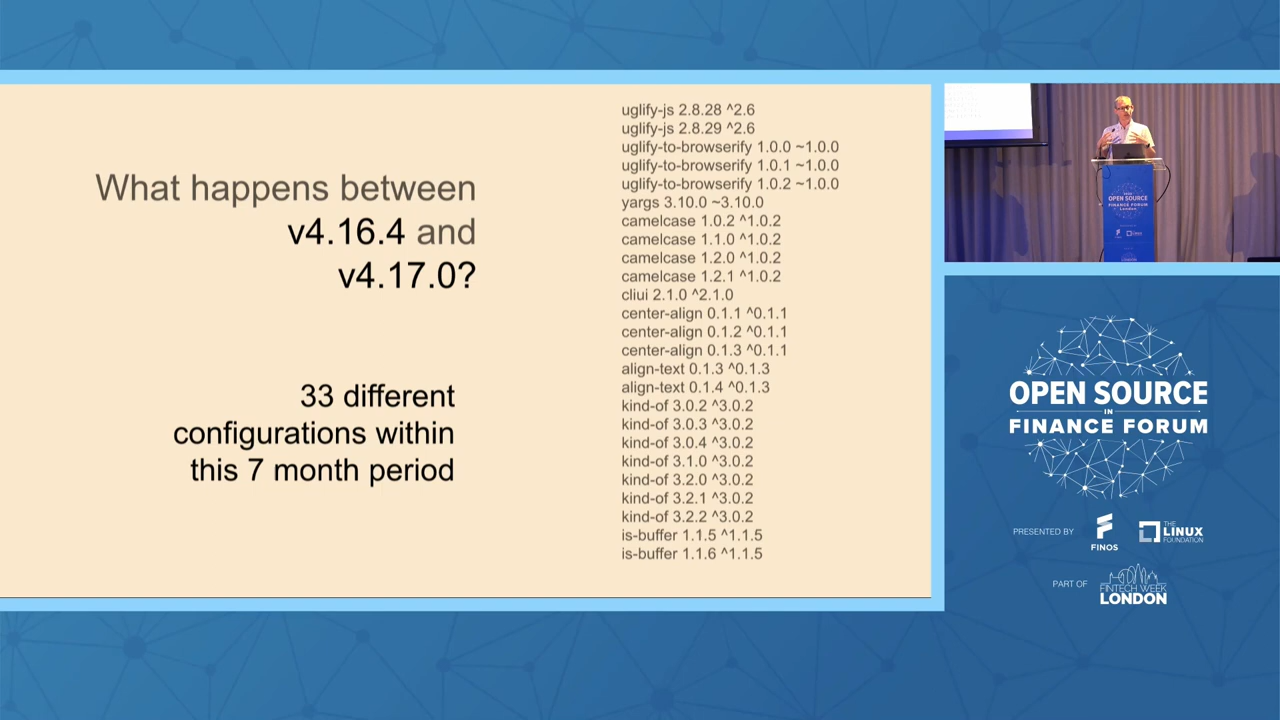 What happens between
v4.16.4 and
v4.17.0?
33 different
configurations within
this 7 month period
uglify-js 2.8.28 ^2.6
uglify-js 2.8.29 ^2.6
uglify-to-browserify 1.0.0 ~1.0.0
uglify-to-browserify 1.0.1 ~1.0.0
uglify-to-browserify 1.0.2 ~1.0.0
yargs 3.10.0 ~3.10.0
camelcase 1.0.2 ^1.0.2
camelcase 1.1.0 ^1.0.2
camelcase 1.2.0 ^1.0.2
camelcase 1.2.1 ^1.0.2
cliui 2.1.0 ^2.1.0
center-align 0.1.1 ^0.1.1
center-align 0.1.2 ^0.1.1
center-align 0.1.3 ^0.1.1
align-text 0.1.3 ^0.1.3
align-text 0.1.4 ^0.1.3
kind-of 3.0.2 ^3.0.2
kind-of 3.0.3 ^3.0.2
kind-of 3.0.4 ^3.0.2
kind-of 3.1.0 ^3.0.2
kind-of 3.2.0 ^3.0.2
kind-of 3.2.1 ^3.0.2
kind-of 3.2.2 ^3.0.2
is-buffer 1.1.5 ^1.1.5
is-buffer 1.1.6 ^1.1.5
OPEN SOURCE
FINANCE FORUM
London
OPEN SOURCE
IN
FINANCE FORUM
PRESENTED BY
FINOS
THE
LINUX
FOUNDATION
PART OF
FINTECH WEEK
LONDON